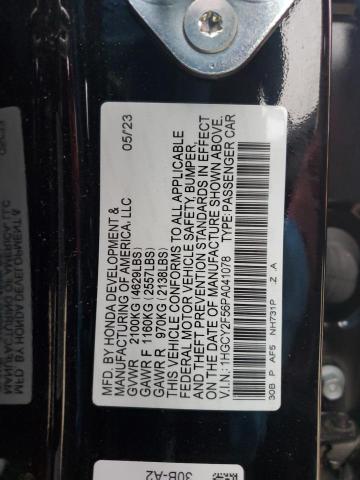 MFD. BY HONDA DEVELOPMENT &
MANUFACTURING OF AMERICA, LLC 05/23
GVWR 2100KG (4629LBS)
GAWR F 1160KG (2557LBS)
GAWR R 970KG (2138LBS)
THIS VEHICLE CONFORMS TO ALL APPLICABLE
FEDERAL MOTOR VEHICLE SAFETY, BUMPER,
AND THEFT PREVENTION STANDARDS IN EFFECT
ON THE DATE OF MANUFACTURE SHOWN ABOVE.
V.I.N: 1HGCY2F56PA041078 TYPE:PASSENGER CAR
30B P AF5 NH731P .Z .A
30B-A2